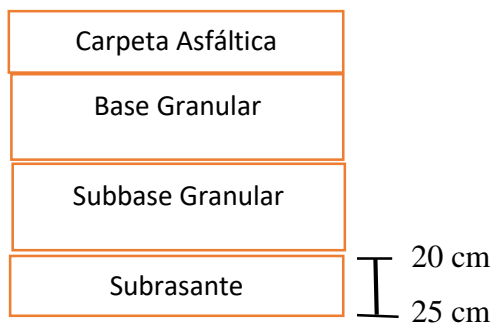 Carpeta Asfáltica
Base Granular
Subbase Granular
20 cm
Subrasante
25 cm